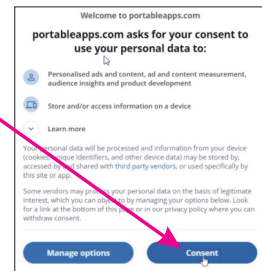 Welcome to portableapps.com
portableapps.com asks for your consent to
use your personal data to:
Personalised ads and content, ad and content measurement,
audience insights and product development
Store and/or access information on a device
Learn more
Your personal data will be processed and information from your device
(cookies, unique identifiers, and other device data) may be stored by,
accessed by and shared with third party vendors, or used specifically by
this site or app.
Some vendors may process your personal data on the basis of legitimate
interest, which you can object to by managing your options below. Look
for a link at the bottom of this page or in our privacy policy where you can
withdraw consent.
Manage options
Consent